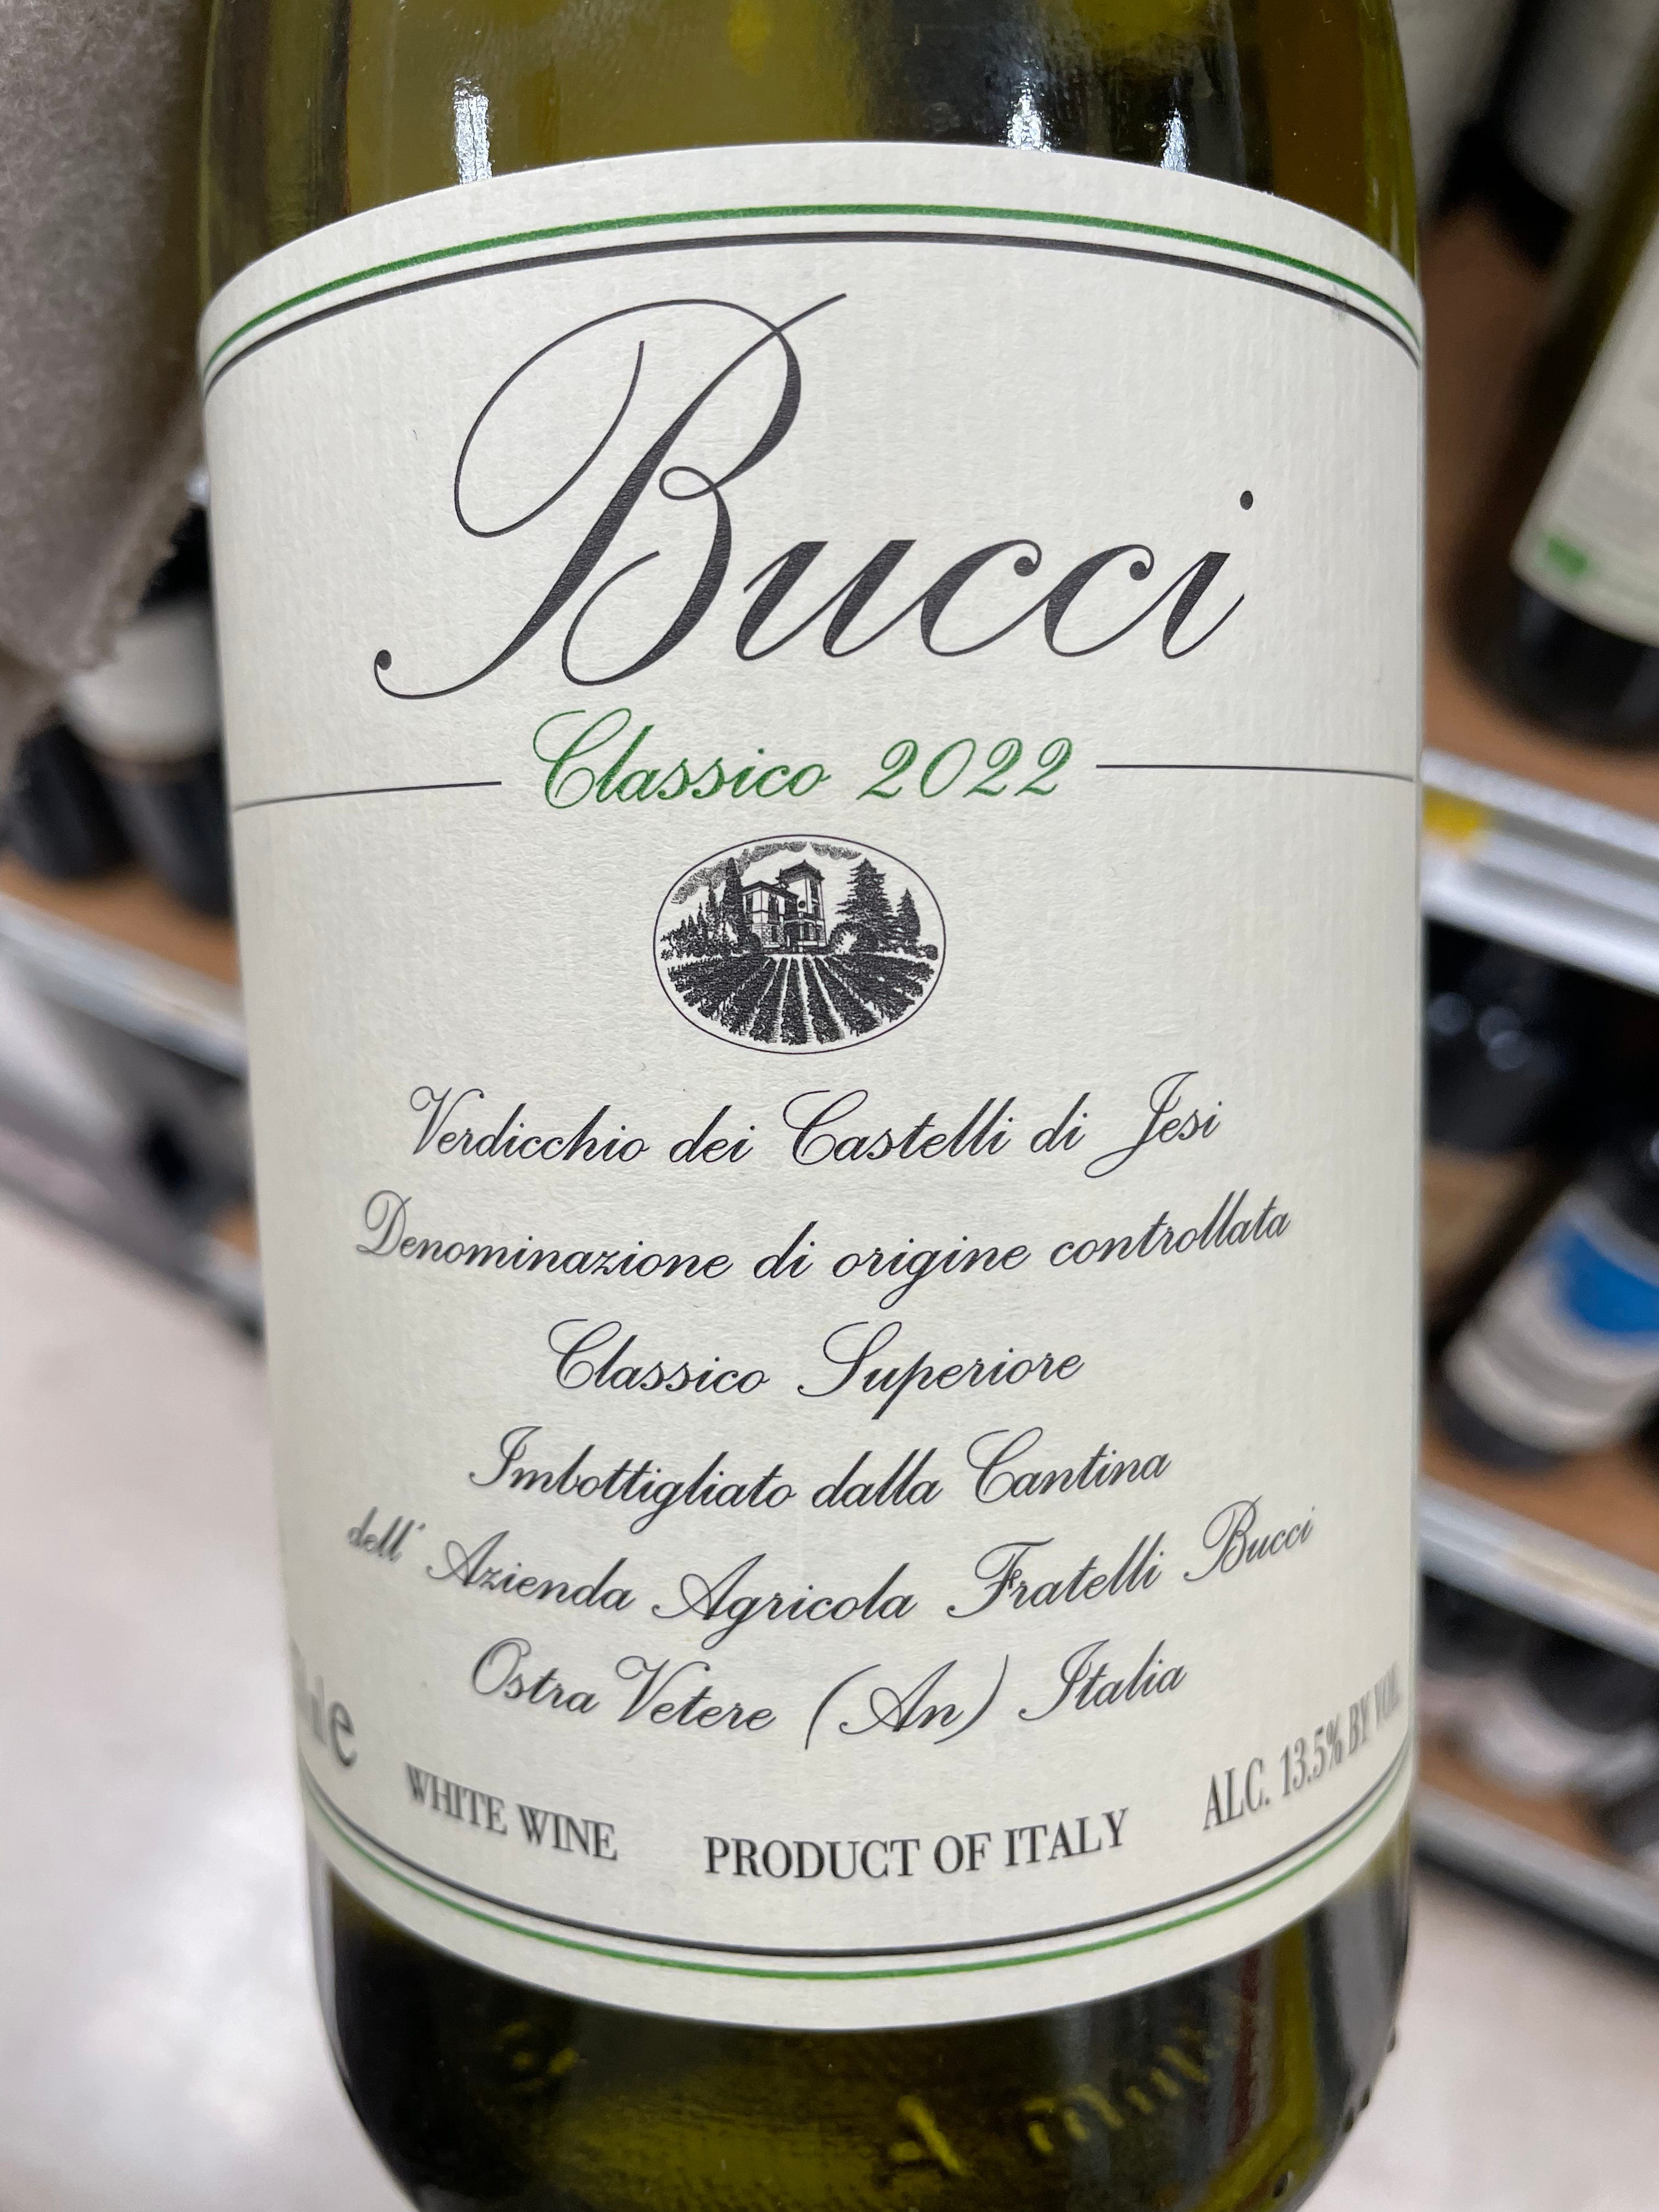 Bucci
Classico 2022
Verdicchio dei Castelli di Jesi
Denominazione di origine controllata
Classico Superiore
Imbottigliato dalla Cantina
dell' Azienda Agricola Fratelli Bucci
Ostra Vetere (An) Italia
WHITE WINE PRODUCT OF ITALY ALC. 13.5% BY VOL.